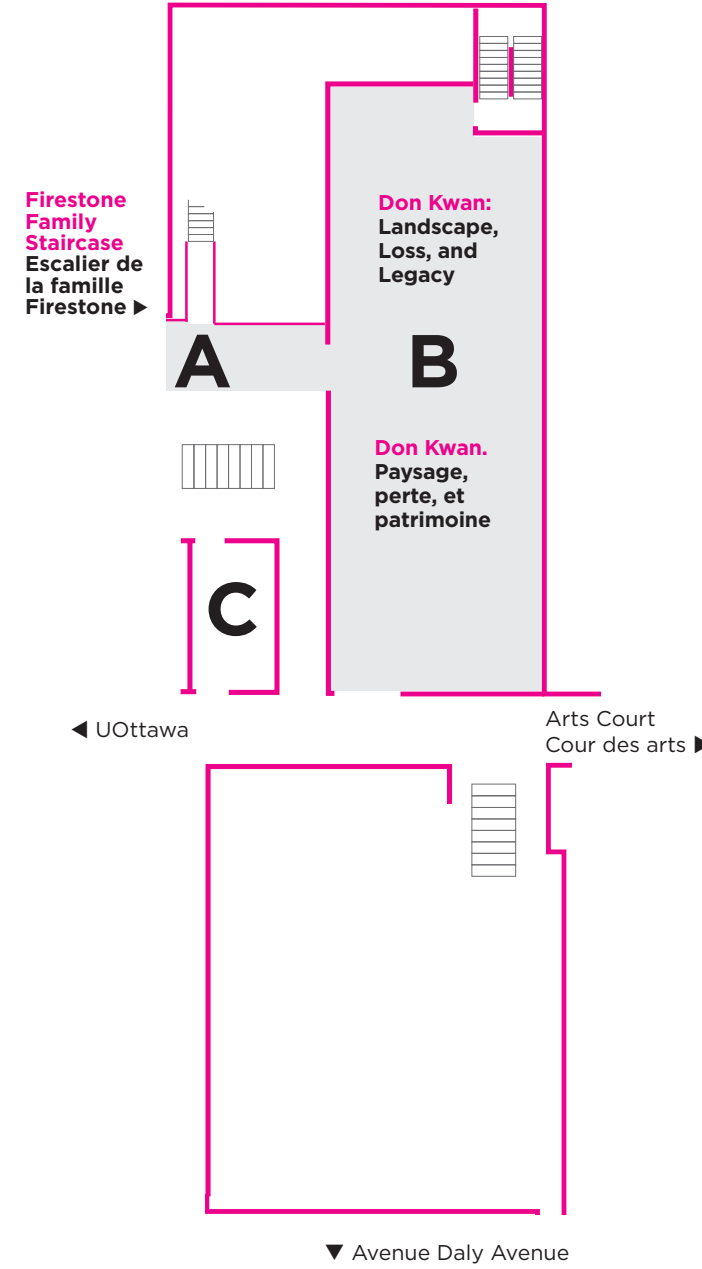 Firestone
Family
Staircase
Escalier de
la famille
Firestone ▶
Don Kwan:
Landscape,
Loss, and
Legacy
A
B
Don Kwan.
Paysage,
perte, et
patrimoine
C
◀ UOttawa
Arts Court
Cour des arts ▶
▼ Avenue Daly Avenue